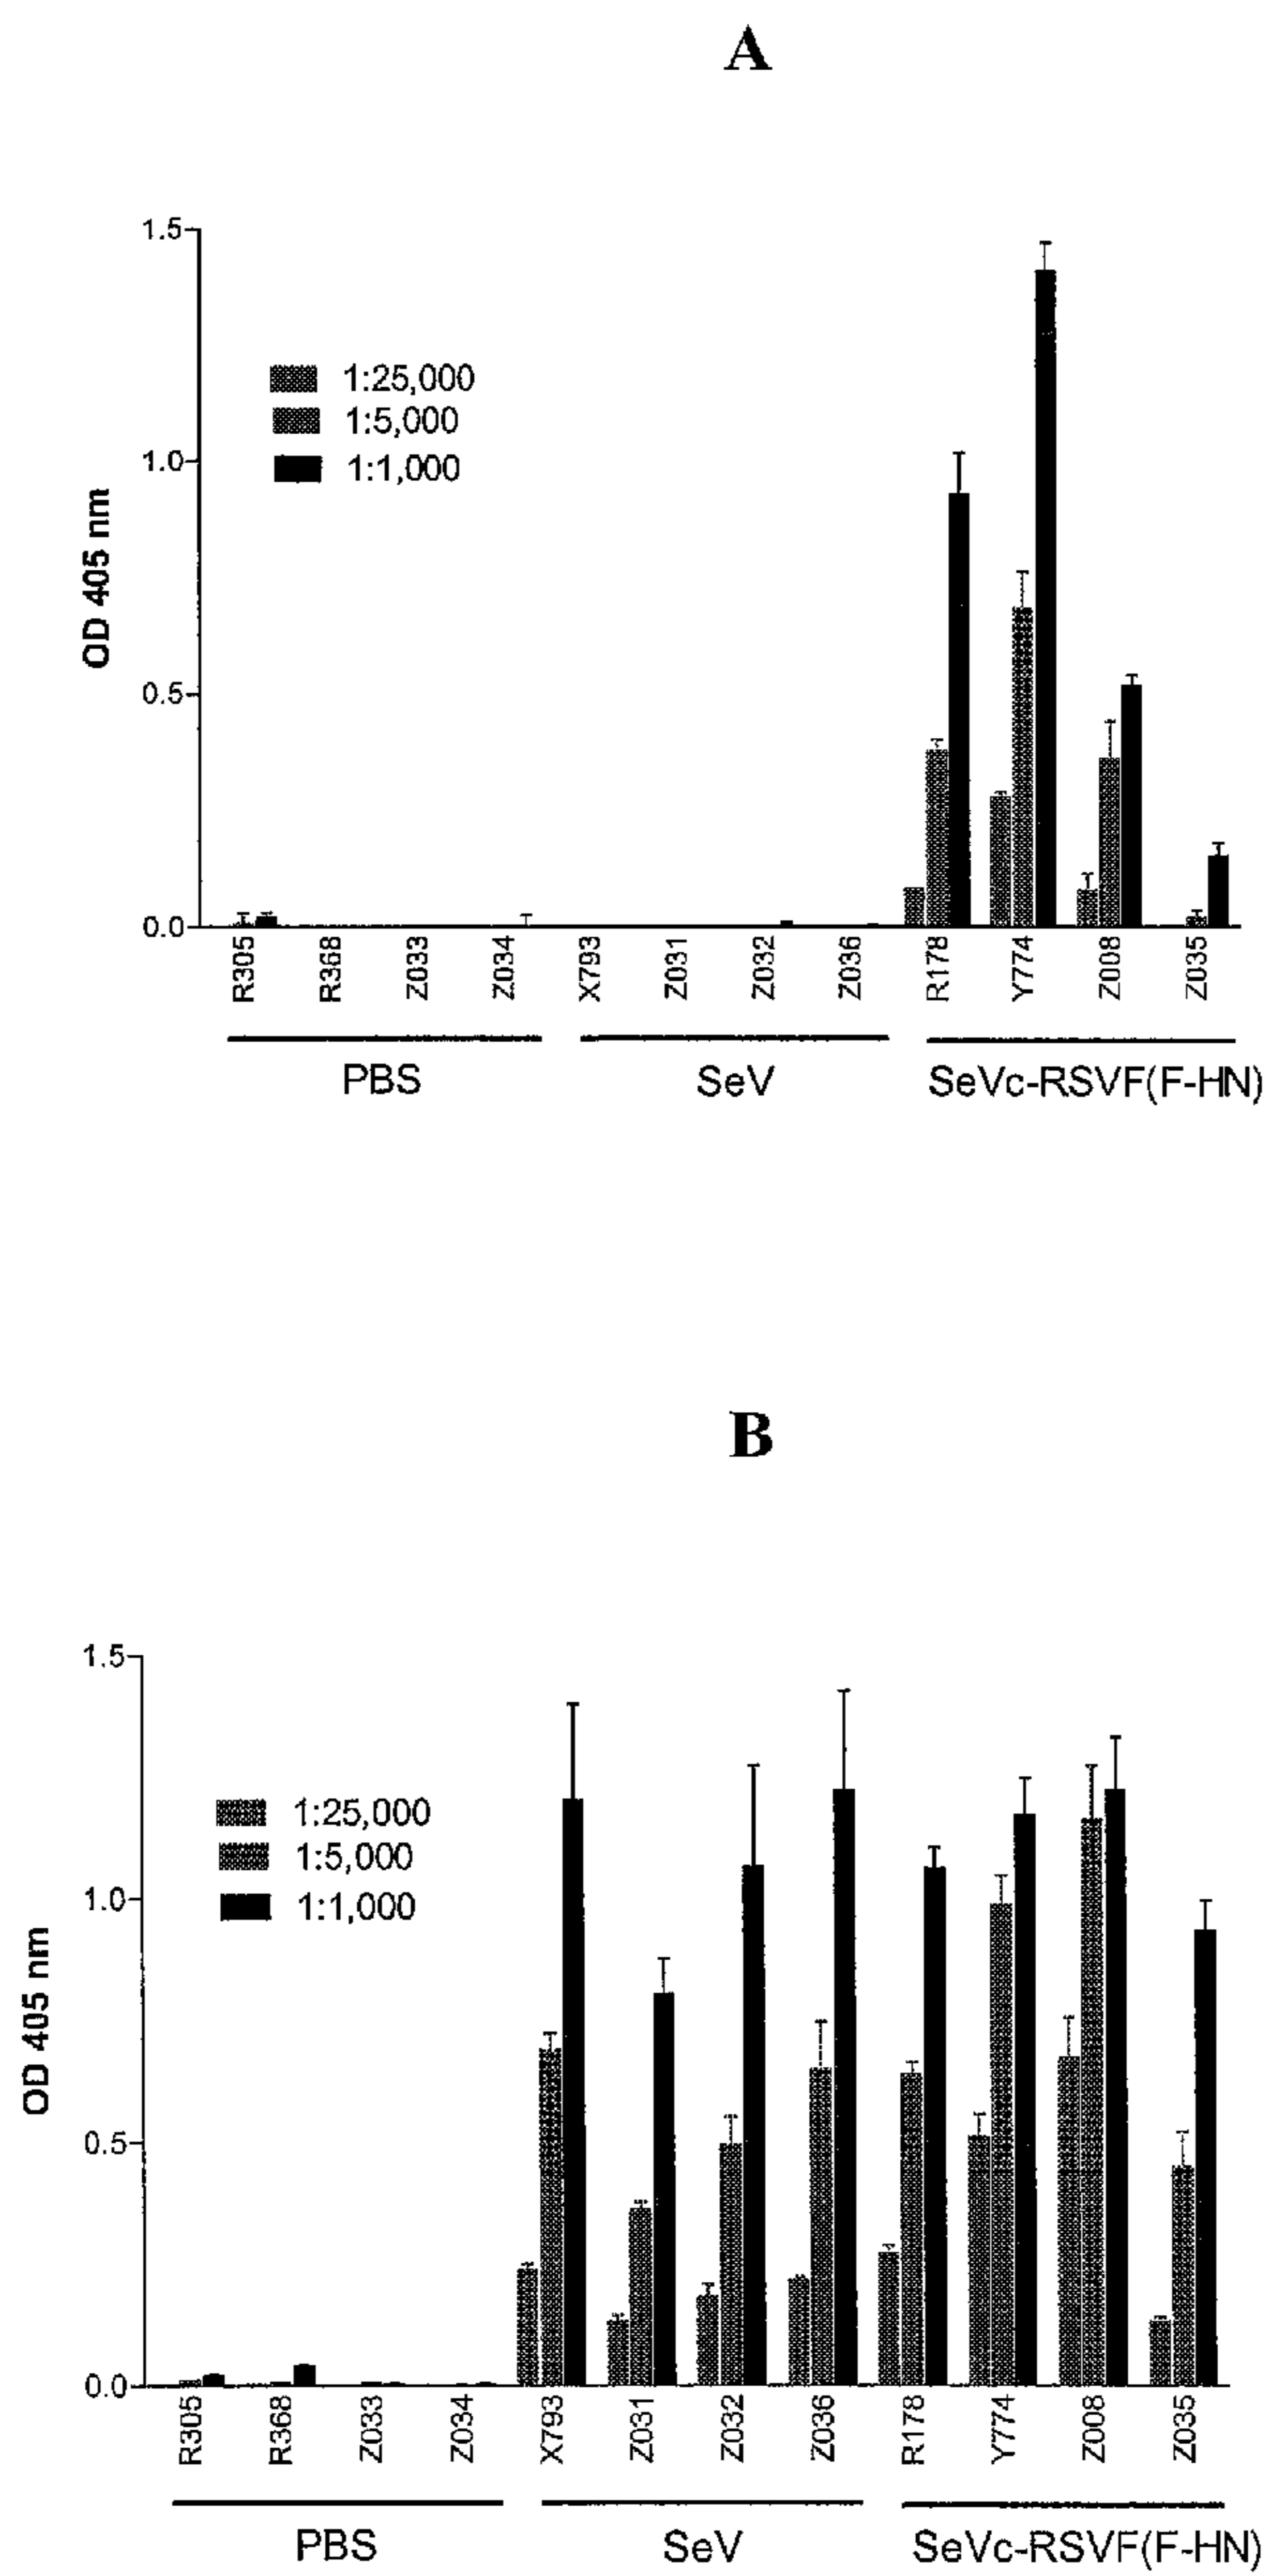 A
1.5
1:25,000
1:5,000
1.0
1:1,000
OD 405 nm
0.5
0.0
R305 R368 Z033 Z034 X793 Z031 Z032 Z036 R178 Y774 Z008 Z035
PBS SeV SeVc-RSVF(F-HN)
B
1.5
1:25,000
1:5,000
1.0
1:1,000
OD 405 nm
0.5
0.0
R305 R368 Z033 Z034 X793 Z031 Z032 Z036 R178 Y774 Z008 Z035
PBS SeV SeVc-RSVF(F-HN)